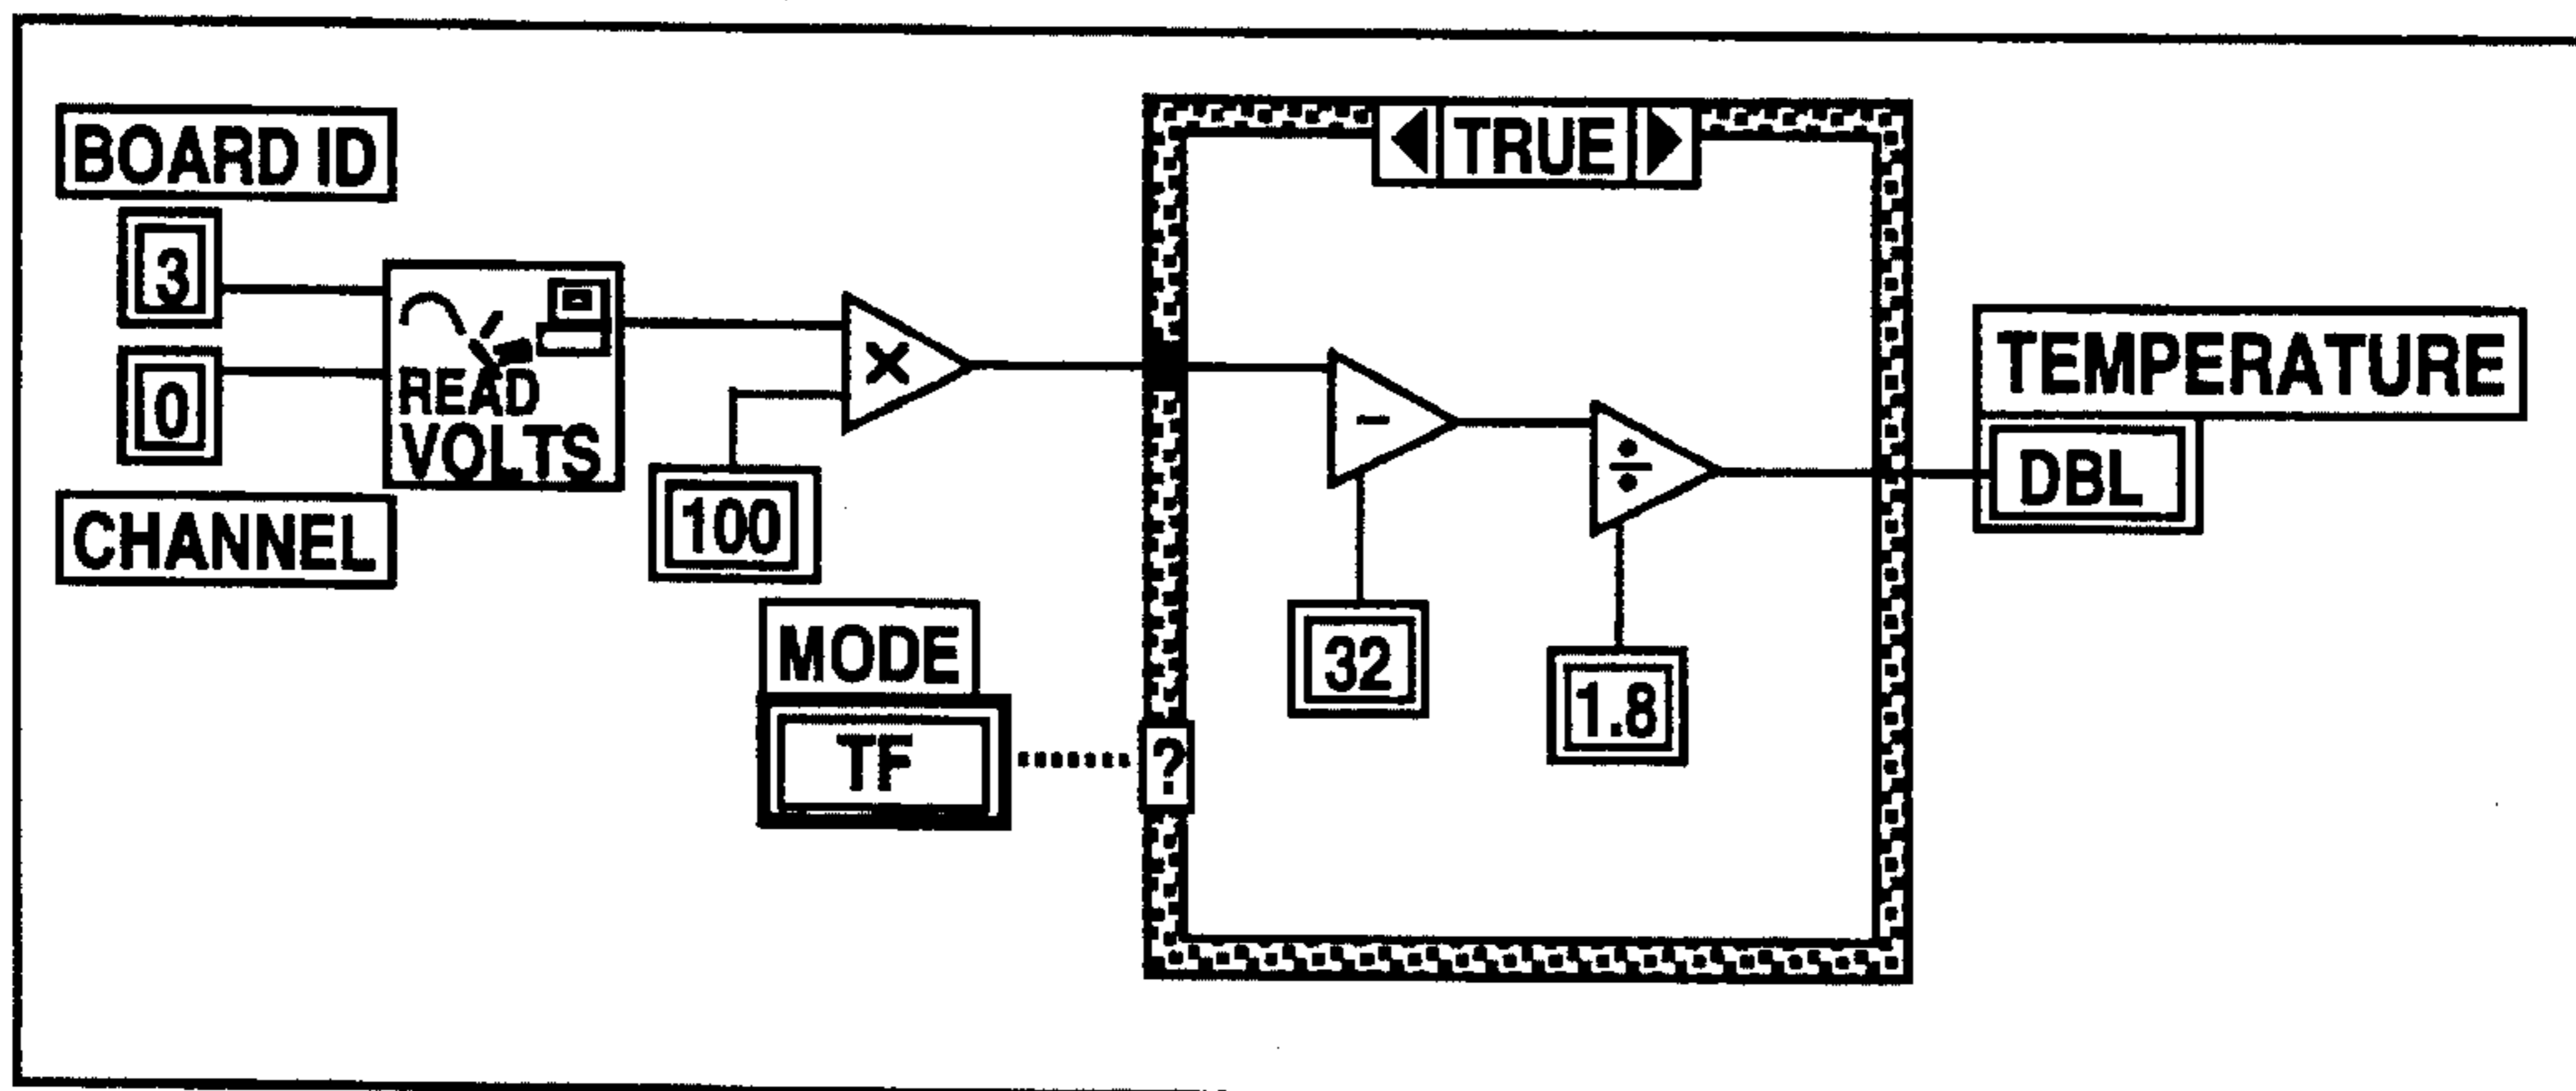 BOARD ID
3
0
CHANNEL
READ
VOLTS
×
100
MODE
TF
?
TRUE
−
32
÷
1.8
TEMPERATURE
DBL